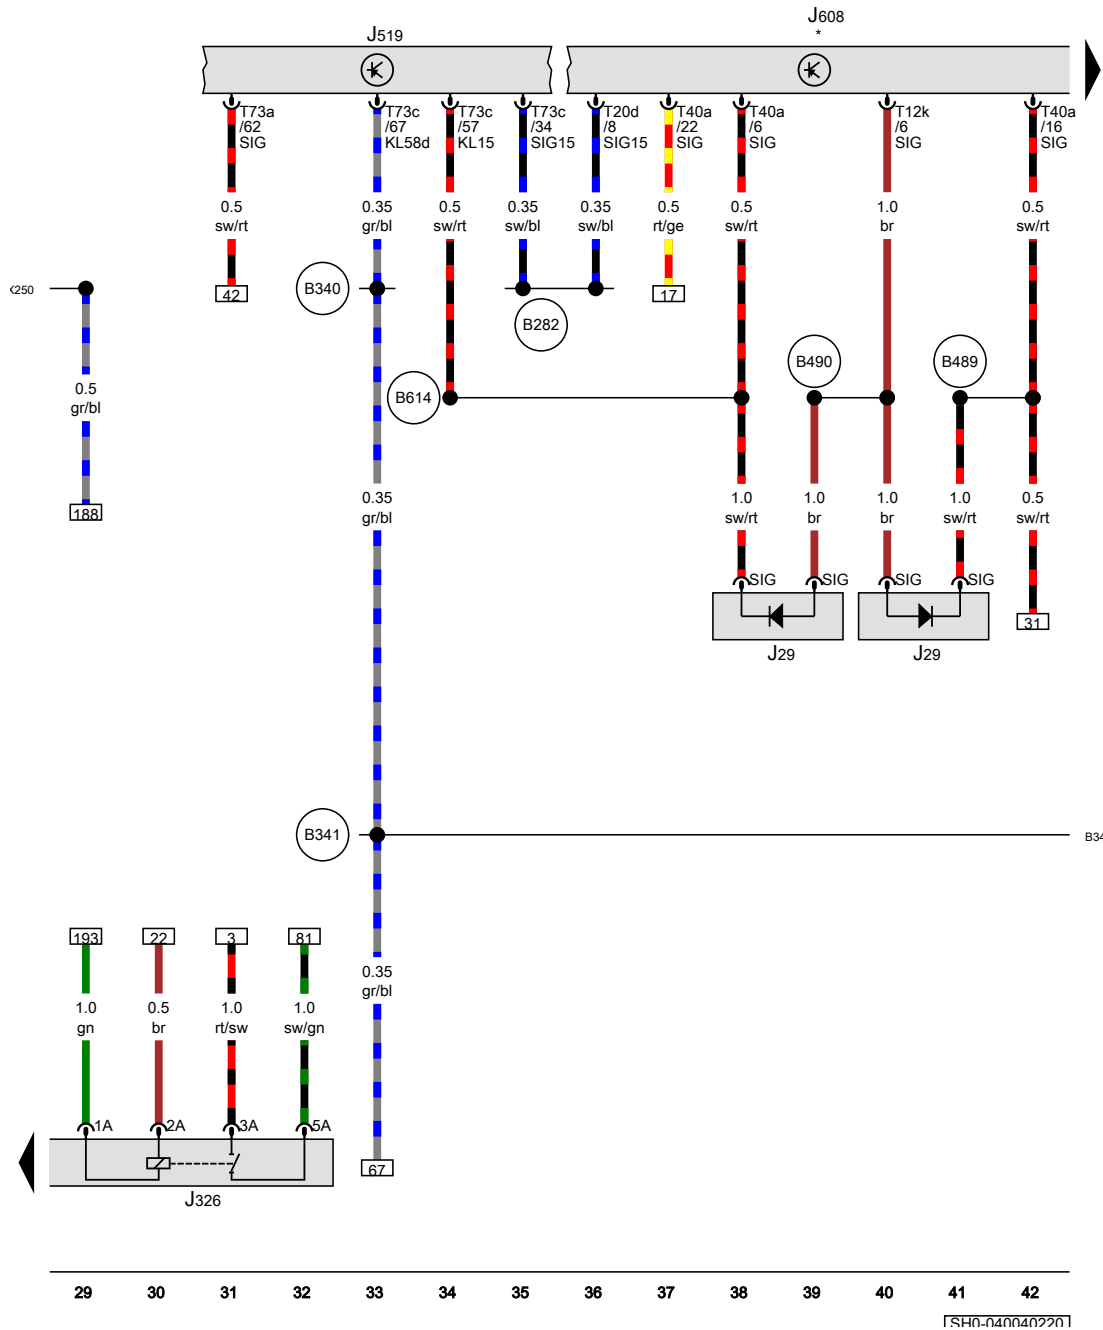 J519
J608
*
T73a
/62
SIG
T73c
/67
KL58d
T73c
/57
KL15
T73c
/34
SIG15
T20d
/8
SIG15
T40a
/22
SIG
T40a
/6
SIG
T12k
/6
SIG
T40a
/16
SIG
0.5
sw/rt
0.35
gr/bl
0.5
sw/rt
0.35
sw/bl
0.35
sw/bl
0.5
rt/ge
0.5
sw/rt
1.0
br
0.5
sw/rt
250
42
B340
17
B282
B490
B489
0.5
gr/bl
B614
188
0.35
gr/bl
1.0
sw/rt
1.0
br
1.0
br
1.0
sw/rt
0.5
sw/rt
SIG
SIG
SIG
SIG
31
J29
J29
B341
B34
193
22
3
81
1.0
gn
0.5
br
1.0
rt/sw
1.0
sw/gn
0.35
gr/bl
1A
2A
3A
5A
67
J326
29 30 31 32 33 34 35 36 37 38 39 40 41 42
SH0-040040220